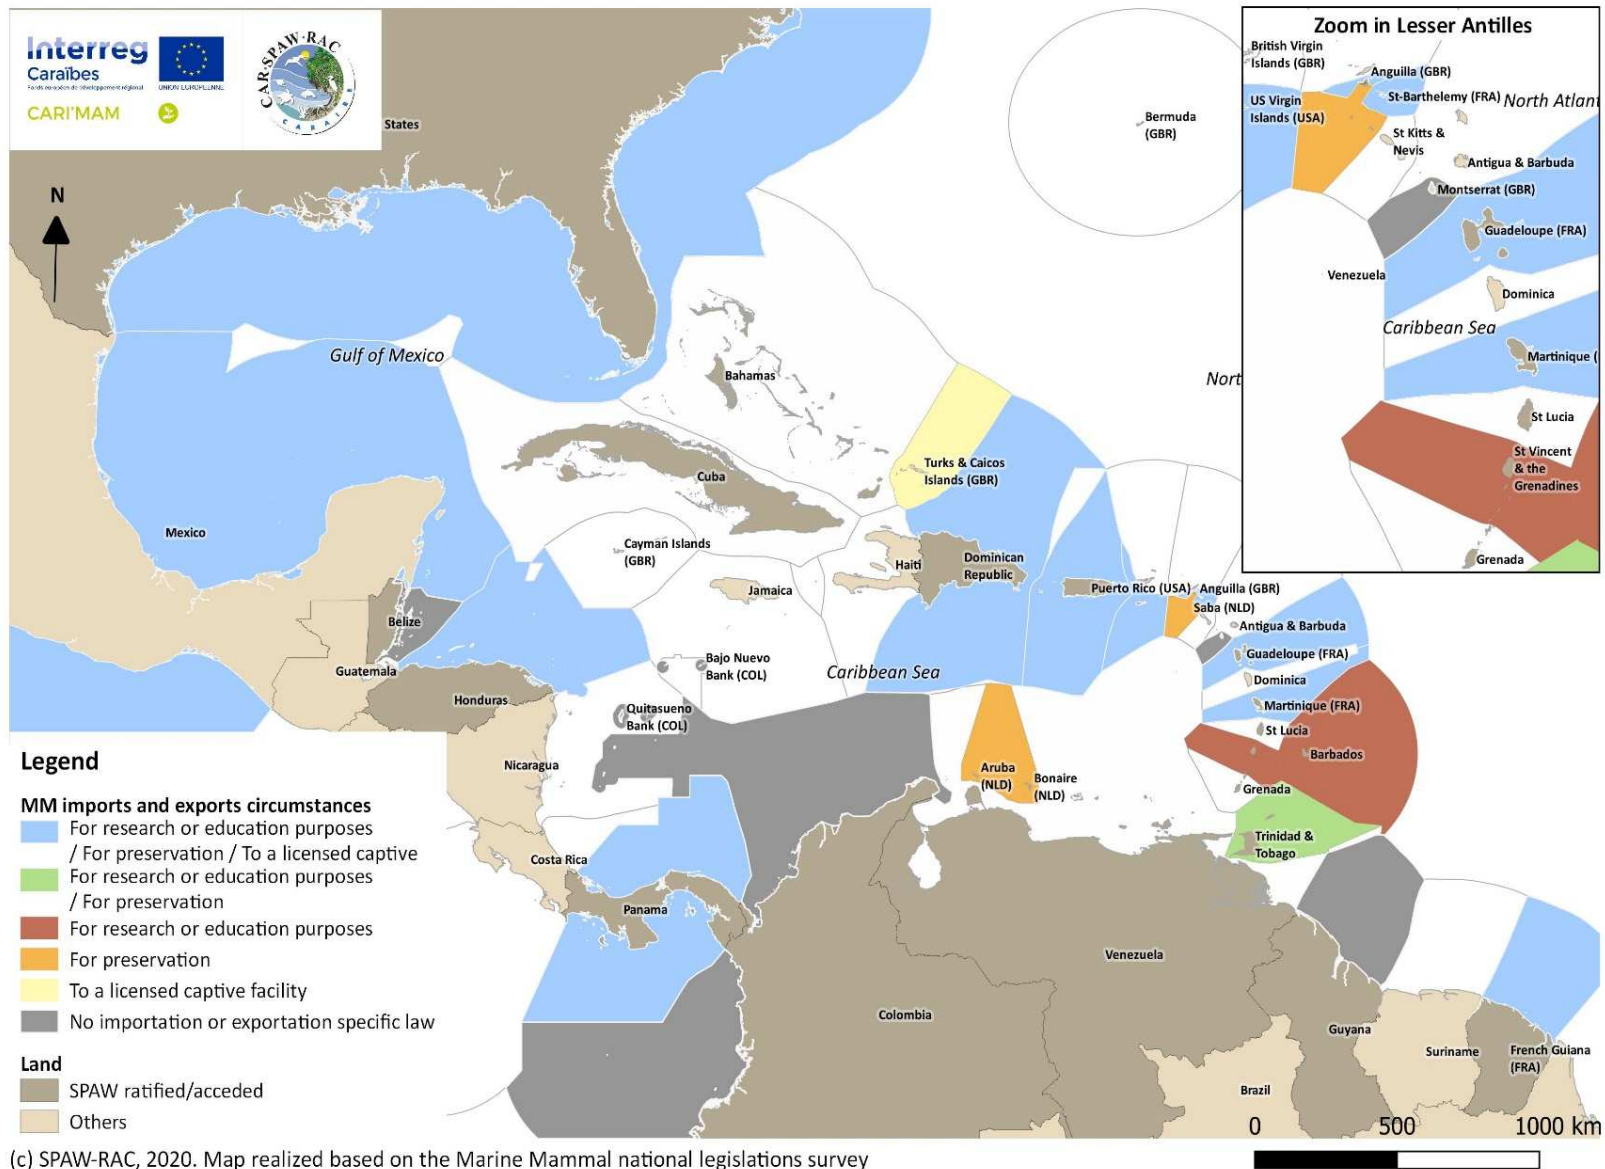 Interreg
Caraïbes
Fonds européen de développement régional
UNION EUROPÉENNE
CARI'MAM
CAR-SPAW-RAC
CARAIBE
States
N
Bermuda
(GBR)
Gulf of Mexico
Bahamas
Nort
Turks & Caicos
Islands (GBR)
Cuba
Mexico
Cayman Islands
(GBR)
Haiti
Dominican
Republic
Jamaica
Puerto Rico (USA)
Anguilla (GBR)
Saba (NLD)
Belize
Antigua & Barbuda
Guadeloupe (FRA)
Guatemala
Bajo Nuevo
Bank (COL)
Caribbean Sea
Dominica
Honduras
Quitasueno
Bank (COL)
Martinique (FRA)
St Lucia
Barbados
Nicaragua
Aruba
(NLD)
Bonaire
(NLD)
Grenada
Trinidad &
Tobago
Costa Rica
Panama
Venezuela
Colombia
Guyana
Suriname
French Guiana
(FRA)
Brazil
Zoom in Lesser Antilles
British Virgin
Islands (GBR)
Anguilla (GBR)
US Virgin
Islands (USA)
St-Barthelemy (FRA)
North Atlant
St Kitts &
Nevis
Antigua & Barbuda
Montserrat (GBR)
Guadeloupe (FRA)
Venezuela
Dominica
Caribbean Sea
Martinique (
St Lucia
St Vincent
& the
Grenadines
Grenada
Legend
MM imports and exports circumstances
For research or education purposes
/ For preservation / To a licensed captive
For research or education purposes
/ For preservation
For research or education purposes
For preservation
To a licensed captive facility
No importation or exportation specific law
Land
SPAW ratified/acceded
Others
0 500 1000 km
(c) SPAW-RAC, 2020. Map realized based on the Marine Mammal national legislations survey